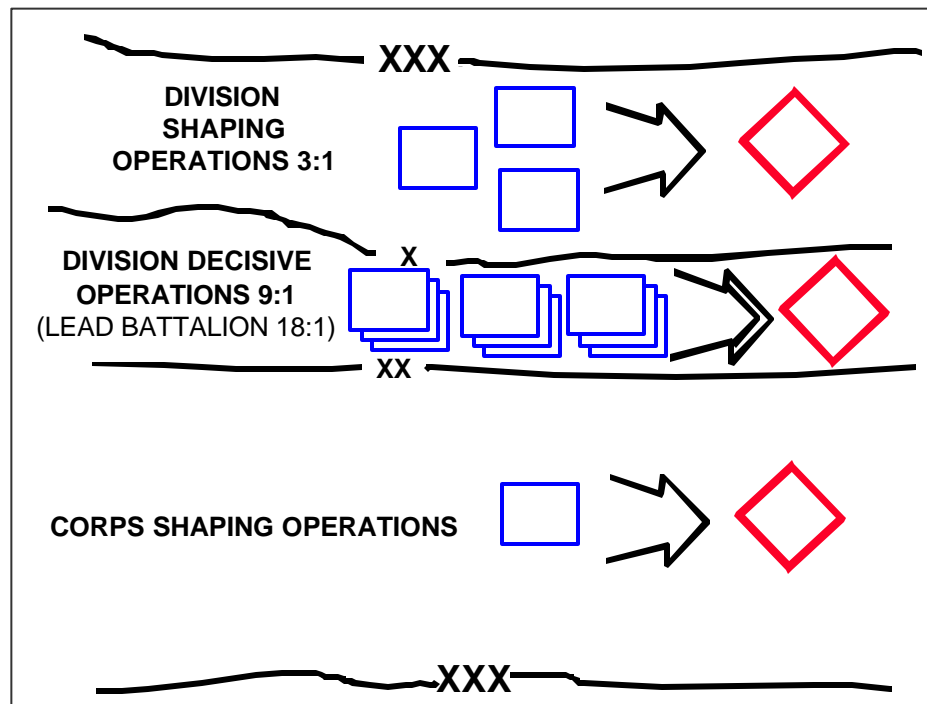 XXX
DIVISION
SHAPING
OPERATIONS 3:1
X
DIVISION DECISIVE
OPERATIONS 9:1
(LEAD BATTALION 18:1)
XX
CORPS SHAPING OPERATIONS
XXX